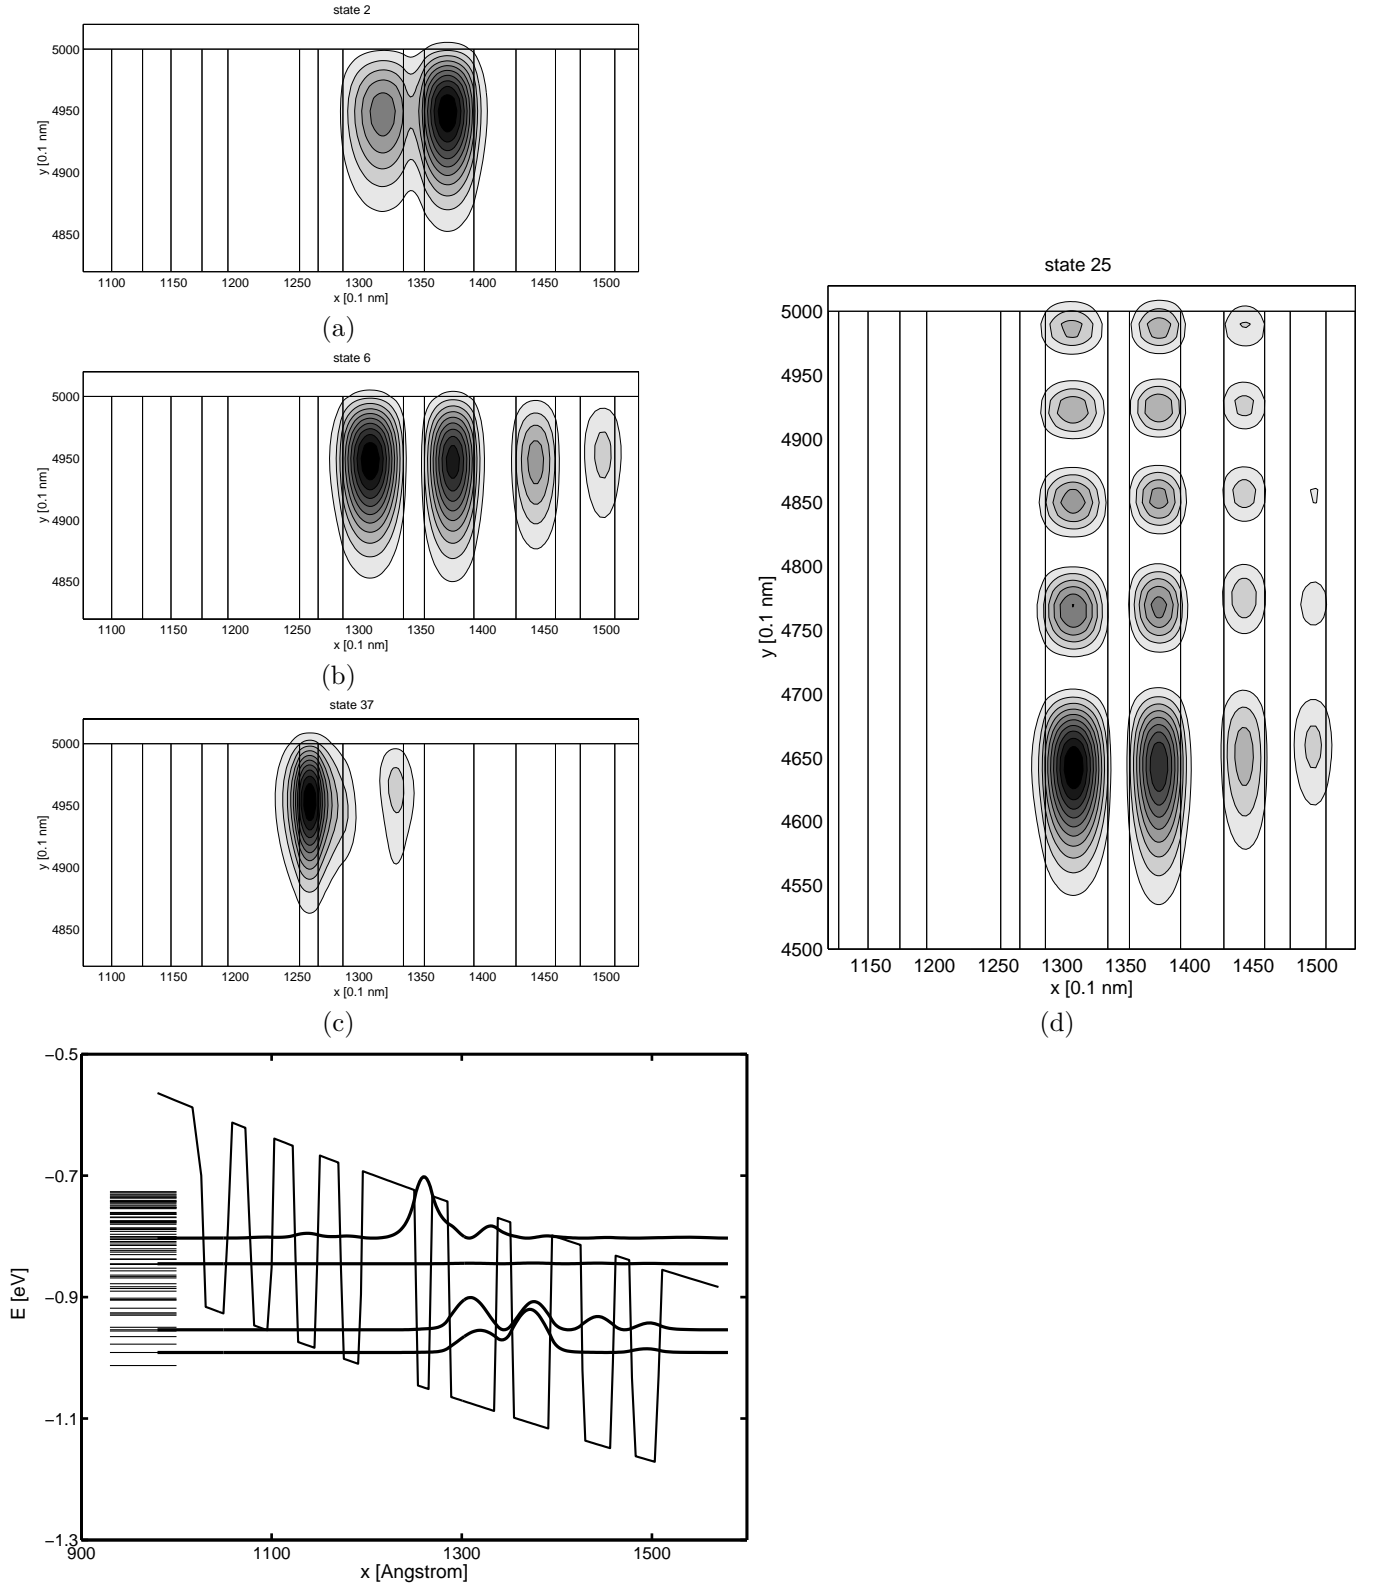 state 2
5000
4950
4900
4850
y [0.1 nm]
1100 1150 1200 1250 1300 1350 1400 1450 1500
x [0.1 nm]
(a)
state 6
5000
4950
4900
4850
y [0.1 nm]
1100 1150 1200 1250 1300 1350 1400 1450 1500
x [0.1 nm]
(b)
state 37
5000
4950
4900
4850
y [0.1 nm]
1100 1150 1200 1250 1300 1350 1400 1450 1500
x [0.1 nm]
(c)
state 25
5000
4950
4900
4850
4800
4750
4700
4650
4600
4550
4500
y [0.1 nm]
1150 1200 1250 1300 1350 1400 1450 1500
x [0.1 nm]
(d)
−0.5
−0.7
−0.9
−1.1
−1.3
E [eV]
900 1100 1300 1500
x [Angstrom]